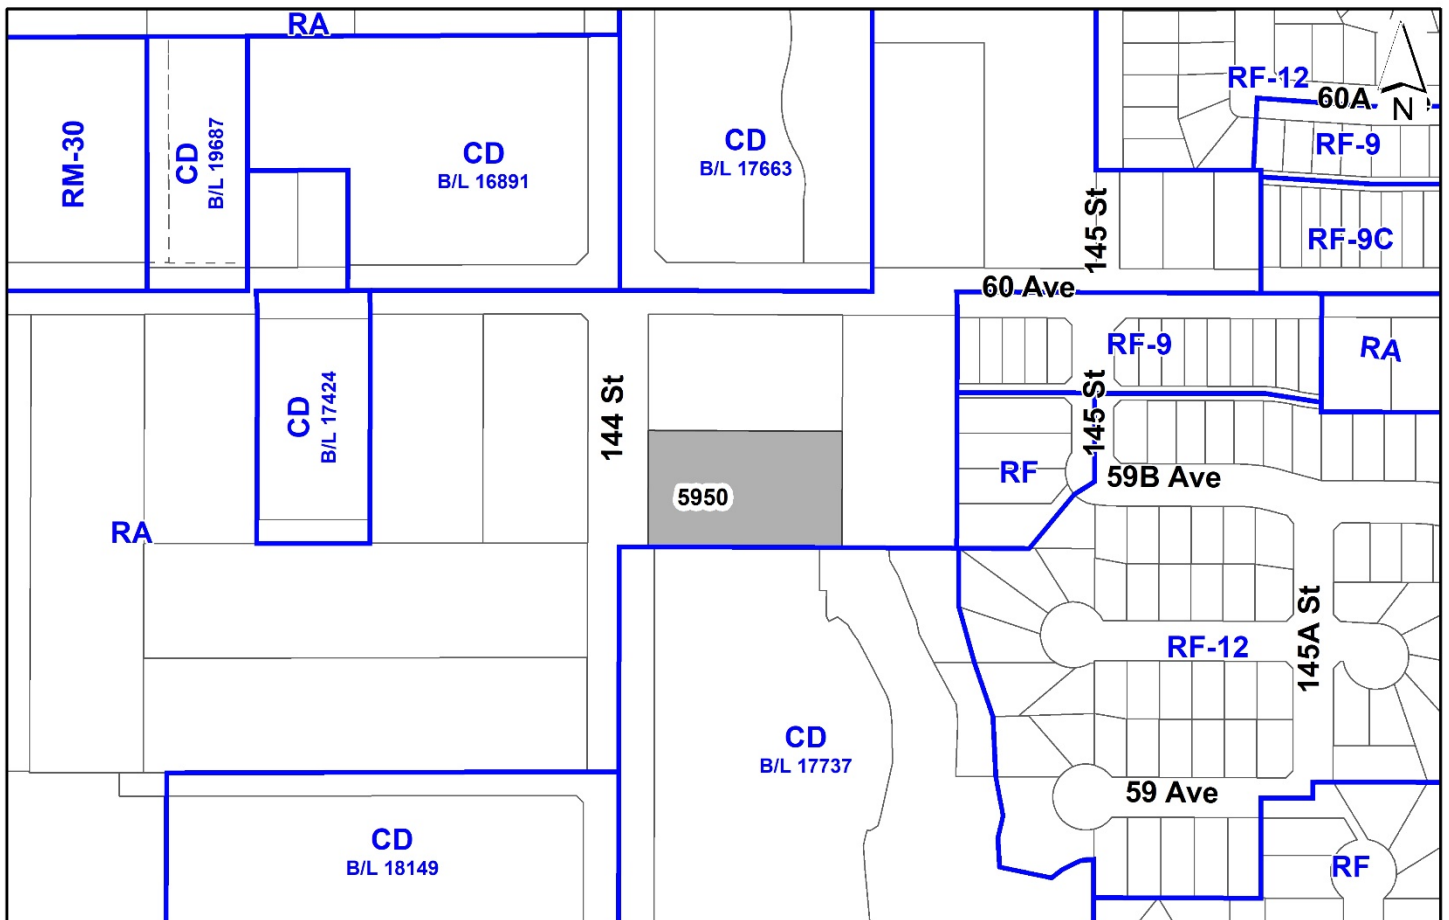 RA
RF-12
60A
N
RM-30
CD
B/L 19687
CD
B/L 16891
CD
B/L 17663
RF-9
145 St
RF-9C
60 Ave
RF-9
RA
CD
B/L 17424
144 St
145 St
RF
59B Ave
5950
RA
145A St
RF-12
CD
B/L 17737
59 Ave
CD
B/L 18149
RF